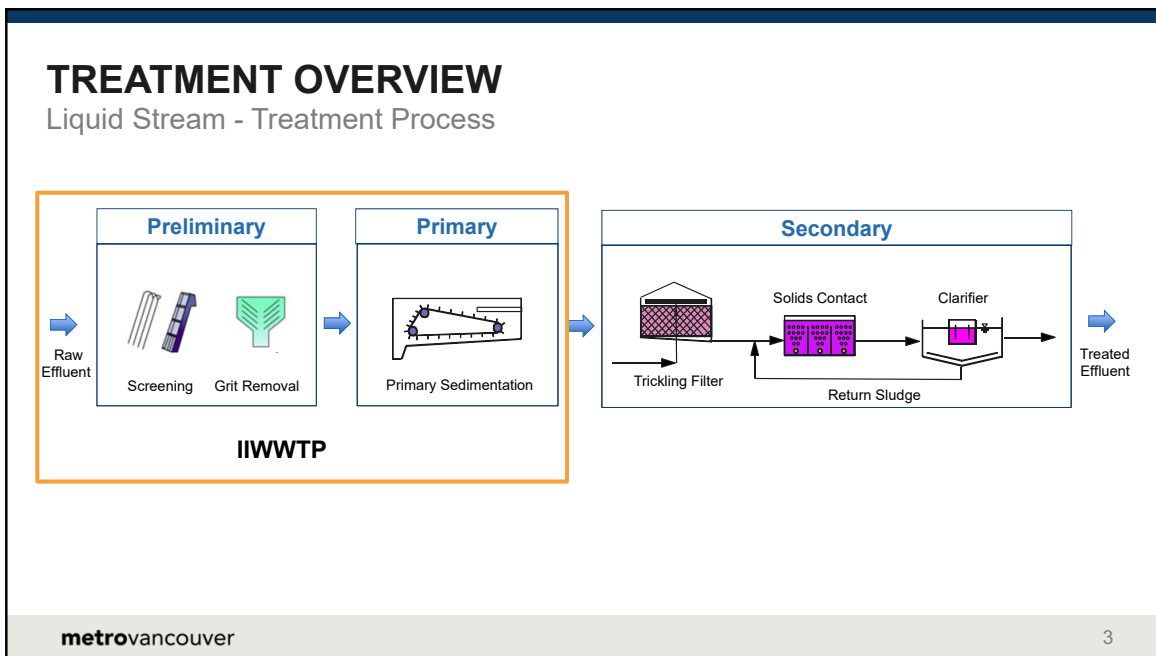 TREATMENT OVERVIEW
Liquid Stream - Treatment Process
Preliminary
Primary
Secondary
Raw
Effluent
Screening
Grit Removal
Primary Sedimentation
Trickling Filter
Solids Contact
Clarifier
Return Sludge
Treated
Effluent
IIWWTP
metrovancouver
3